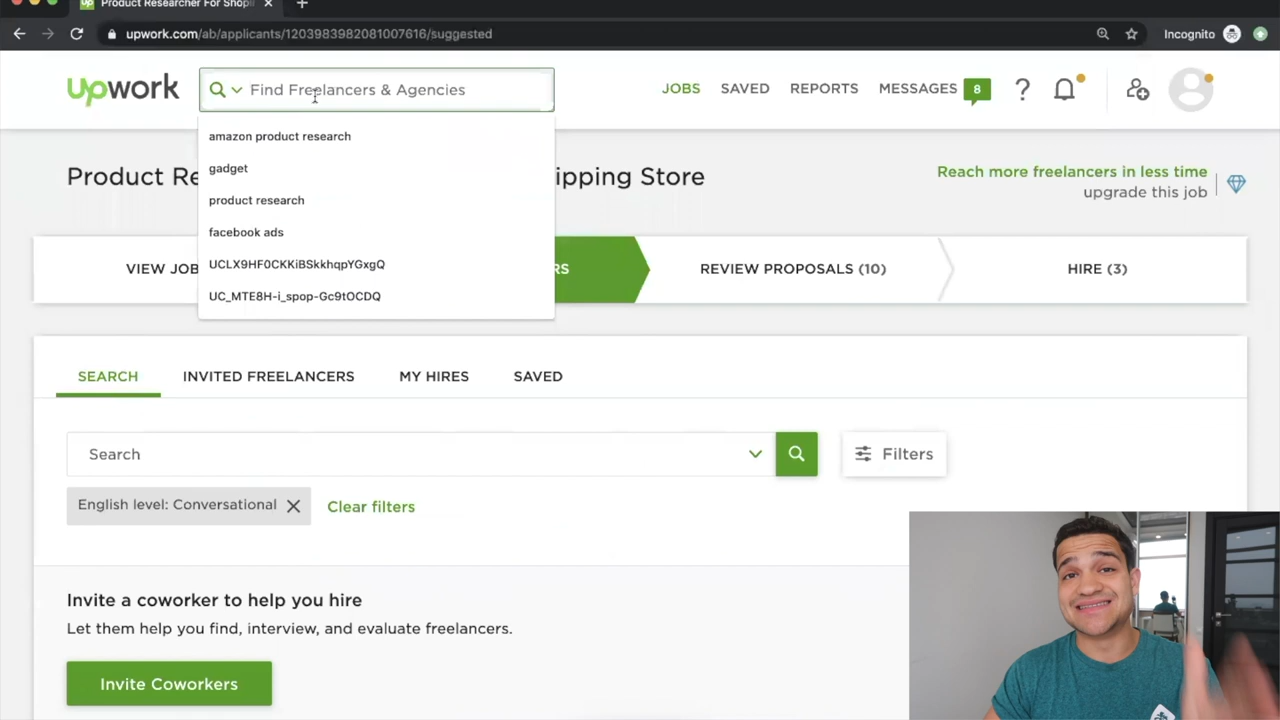 Product Researcher For Shopi
upwork.com/ab/applicants/1203983982081007616/suggested
Incognito
Upwork
Find Freelancers & Agencies
JOBS
SAVED
REPORTS
MESSAGES
8
?
amazon product research
gadget
product research
facebook ads
UCLX9HF0CKKiBSkkhqpYGxgQ
UC_MTE8H-i_spop-Gc9tOCDQ
Product Re
ipping Store
Reach more freelancers in less time
upgrade this job
VIEW JOB
RS
REVIEW PROPOSALS (10)
HIRE (3)
SEARCH
INVITED FREELANCERS
MY HIRES
SAVED
Search
Filters
English level: Conversational
Clear filters
Invite a coworker to help you hire
Let them help you find, interview, and evaluate freelancers.
Invite Coworkers